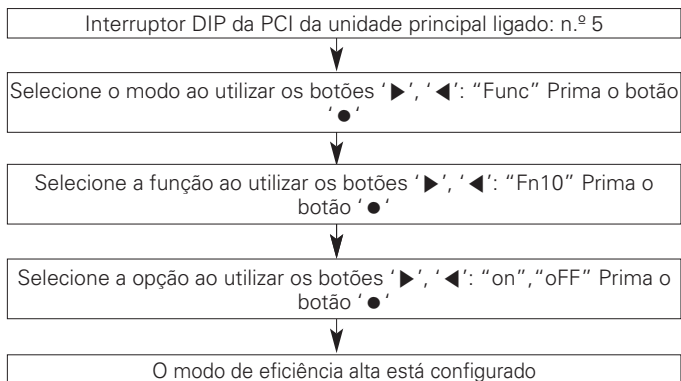 Interruptor DIP da PCI da unidade principal ligado: n.º 5
Selecione o modo ao utilizar os botões ‘▶’, ‘◀’: “Func” Prima o botão
‘●‘
Selecione a função ao utilizar os botões ‘▶’, ‘◀’: “Fn10” Prima o
botão ‘●‘
Selecione a opção ao utilizar os botões ‘▶’, ‘◀’: “on”,“oFF” Prima o
botão ‘●‘
O modo de eficiência alta está configurado